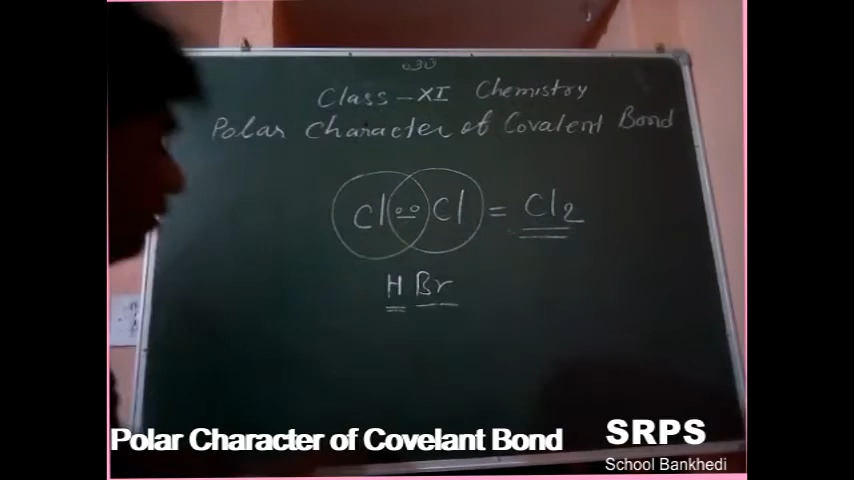 Class - XI Chemistry
Polar Character of Covalent Bond
Cl Cl = Cl2
H Br
Polar Character of Covelant Bond
SRPS
School Bankhedi